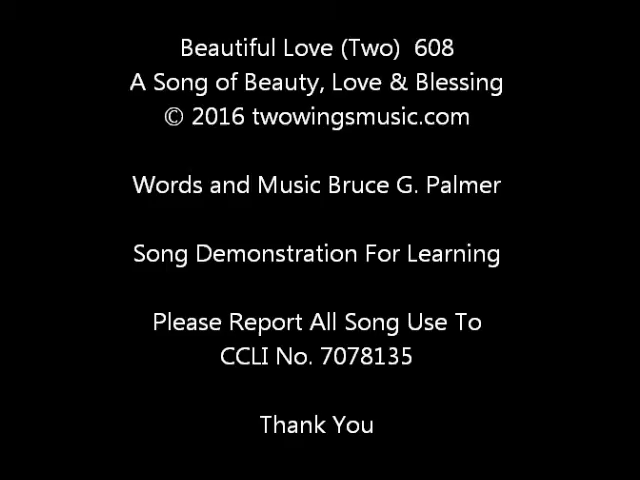 Beautiful Love (Two)  608
A Song of Beauty, Love & Blessing
© 2016 twowingsmusic.com
Words and Music Bruce G. Palmer
Song Demonstration For Learning
Please Report All Song Use To
CCLI No. 7078135
Thank You